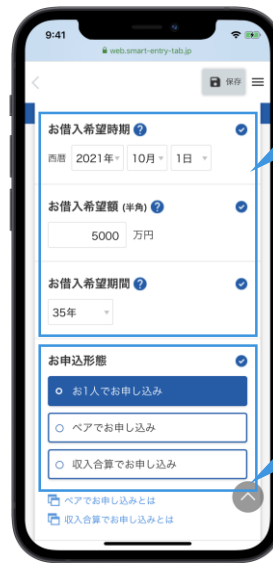 9:41
web.smart-entry-tab.jp
保存
お借入希望時期 ?
西暦 2021年 10月 1日
お借入希望額 (半角) ?
5000 万円
お借入希望期間 ?
35年
お申込形態
お1人でお申し込み
ペアでお申し込み
収入合算でお申し込み
ペアでお申し込みとは
収入合算でお申し込みとは